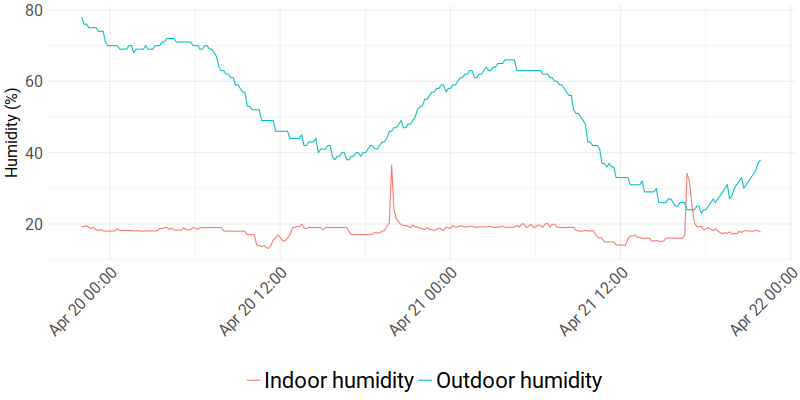 Humidity (%)
80
60
40
20
Apr 20 00:00
Apr 20 12:00
Apr 21 00:00
Apr 21 12:00
Apr 22 00:00
Indoor humidity
Outdoor humidity